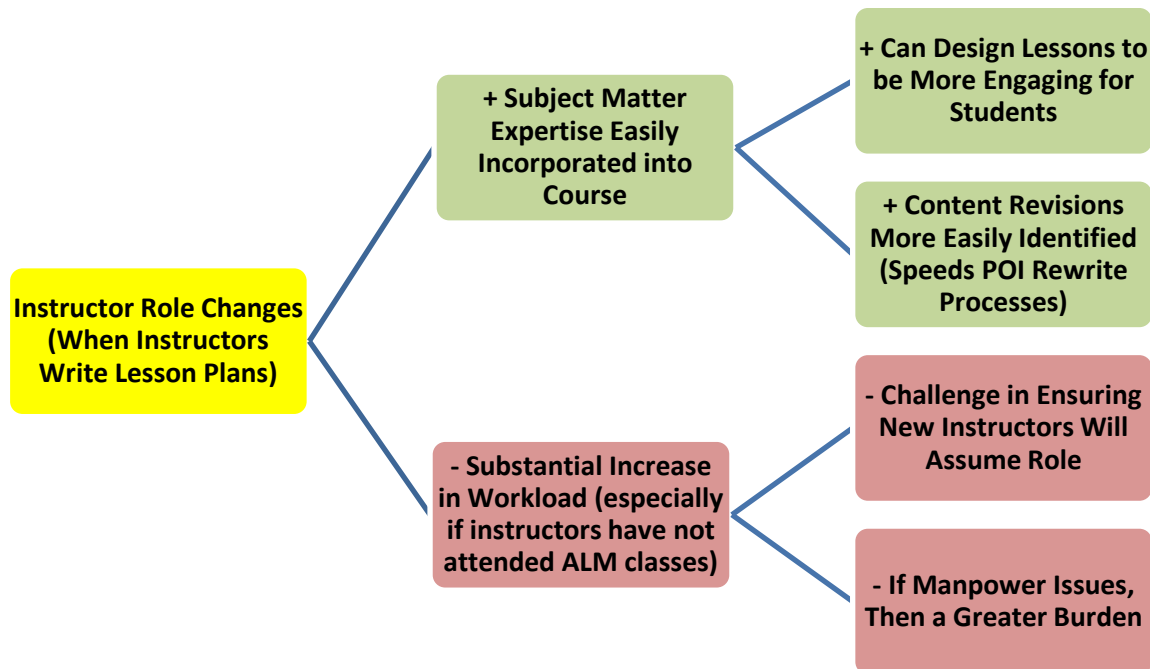 Instructor Role Changes
(When Instructors
Write Lesson Plans)
+ Subject Matter
Expertise Easily
Incorporated into
Course
+ Can Design Lessons to
be More Engaging for
Students
+ Content Revisions
More Easily Identified
(Speeds POI Rewrite
Processes)
- Substantial Increase
in Workload (especially
if instructors have not
attended ALM classes)
- Challenge in Ensuring
New Instructors Will
Assume Role
- If Manpower Issues,
Then a Greater Burden